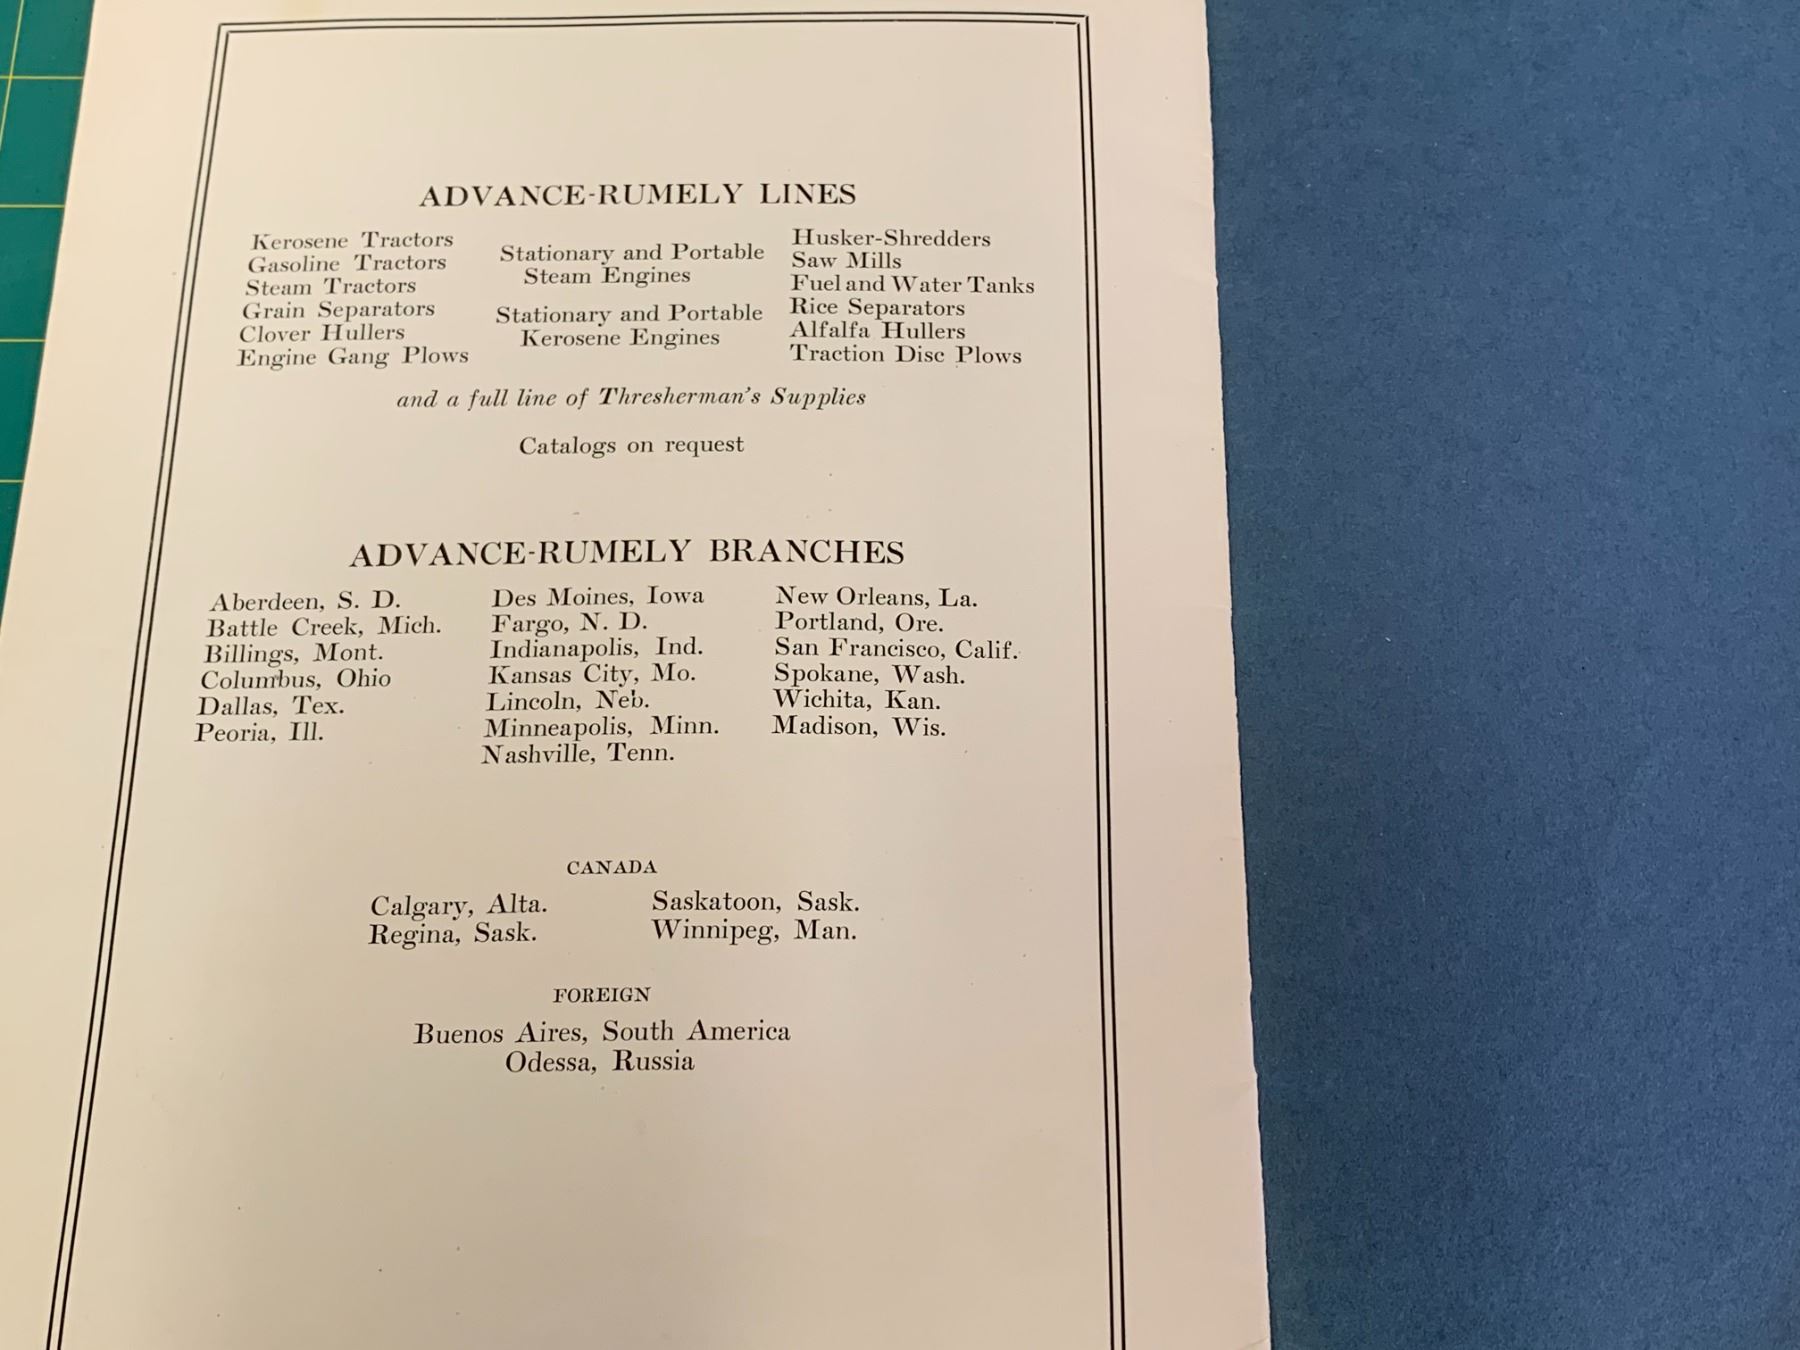 ADVANCE-RUMELY LINES
Kerosene Tractors
Gasoline Tractors
Steam Tractors
Grain Separators
Clover Hullers
Engine Gang Plows
Stationary and Portable
Steam Engines
Stationary and Portable
Kerosene Engines
Husker-Shredders
Saw Mills
Fuel and Water Tanks
Rice Separators
Alfalfa Hullers
Traction Disc Plows
and a full line of Thresherman's Supplies
Catalogs on request
ADVANCE-RUMELY BRANCHES
Aberdeen, S. D.
Battle Creek, Mich.
Billings, Mont.
Columbus, Ohio
Dallas, Tex.
Peoria, Ill.
Des Moines, Iowa
Fargo, N. D.
Indianapolis, Ind.
Kansas City, Mo.
Lincoln, Neb.
Minneapolis, Minn.
Nashville, Tenn.
New Orleans, La.
Portland, Ore.
San Francisco, Calif.
Spokane, Wash.
Wichita, Kan.
Madison, Wis.
CANADA
Calgary, Alta.
Regina, Sask.
Saskatoon, Sask.
Winnipeg, Man.
FOREIGN
Buenos Aires, South America
Odessa, Russia